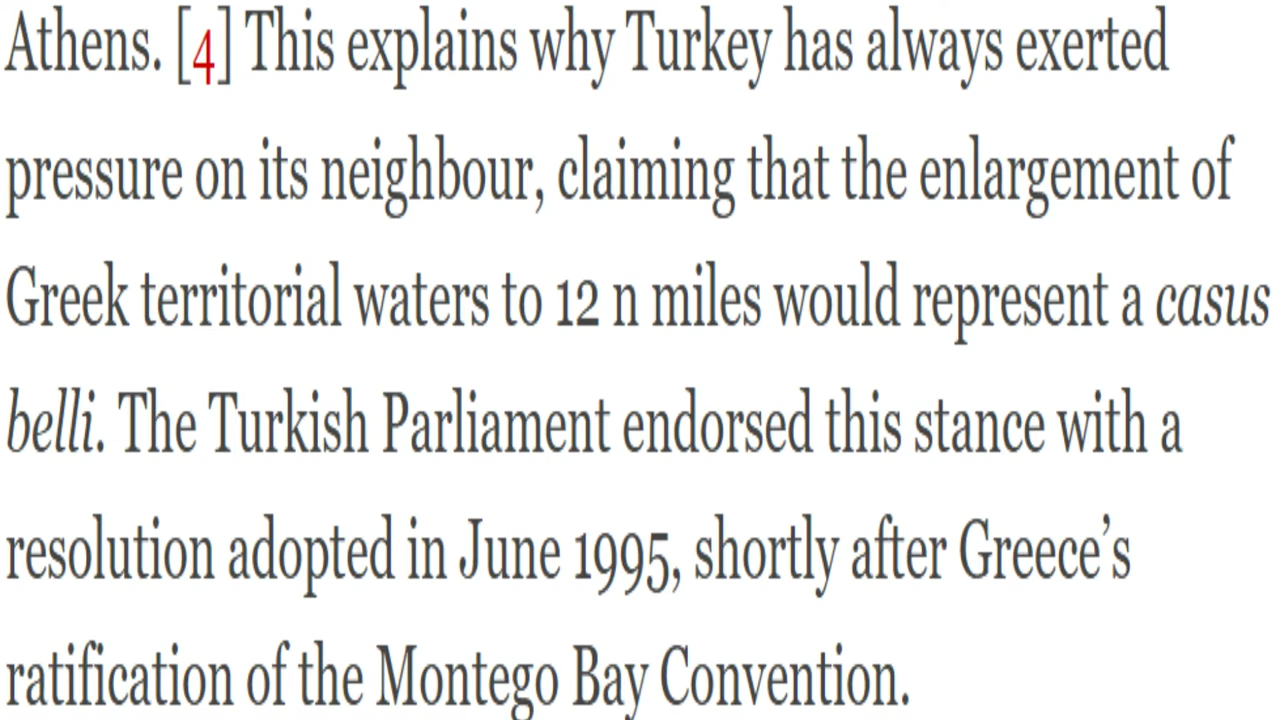 Athens. [4] This explains why Turkey has always exerted
pressure on its neighbour, claiming that the enlargement of
Greek territorial waters to 12 n miles would represent a casus
belli. The Turkish Parliament endorsed this stance with a
resolution adopted in June 1995, shortly after Greece’s
ratification of the Montego Bay Convention.